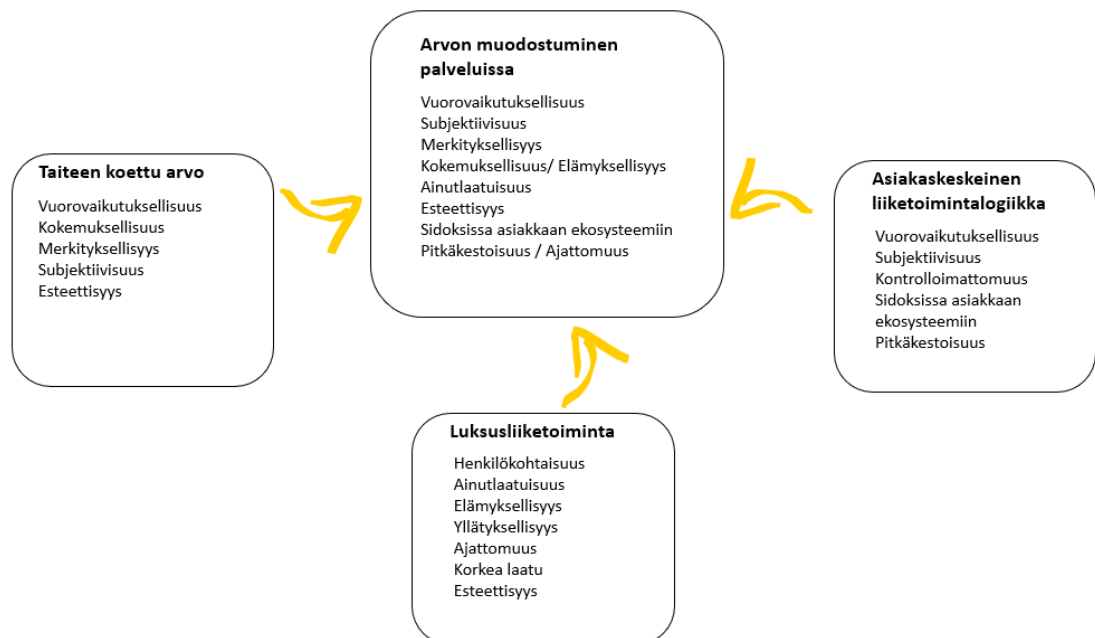 Arvon muodostuminen
palveluissa
Vuorovaikutuksellisuus
Subjektiivisuus
Merkityksellisyys
Kokemuksellisuus/ Elämyksellisyys
Ainutlaatuisuus
Esteettisyys
Sidoksissa asiakkaan ekosysteemiin
Pitkäkestoisuus / Ajattomuus
Taiteen koettu arvo
Vuorovaikutuksellisuus
Kokemuksellisuus
Merkityksellisyys
Subjektiivisuus
Esteettisyys
Asiakaskeskeinen
liiketoimintalogiikka
Vuorovaikutuksellisuus
Subjektiivisuus
Kontrolloimattomuus
Sidoksissa asiakkaan
ekosysteemiin
Pitkäkestoisuus
Luksusliiketoiminta
Henkilökohtaisuus
Ainutlaatuisuus
Elämyksellisyys
Yllätyksellisyys
Ajattomuus
Korkea laatu
Esteettisyys